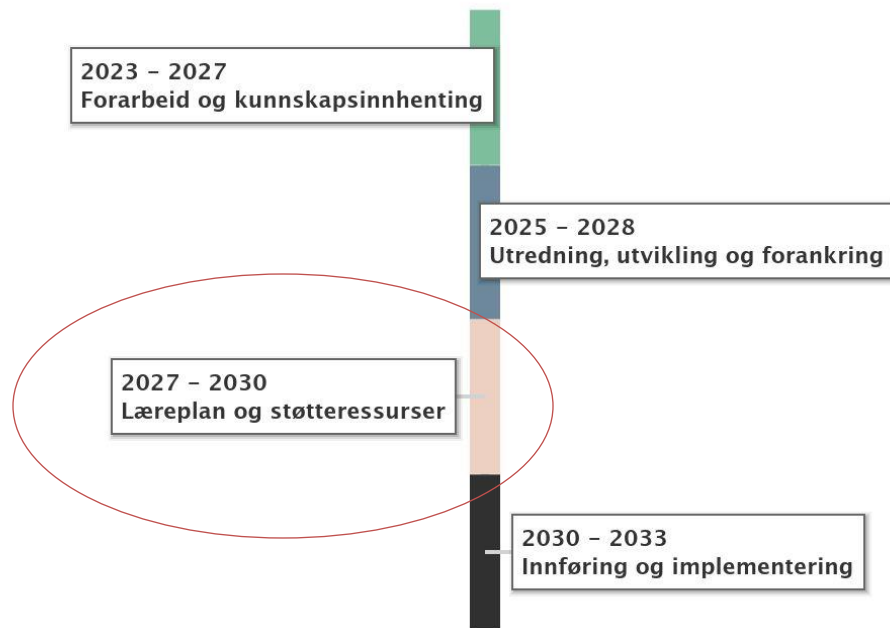 2023 – 2027
Forarbeid og kunnskapsinnhenting
2025 – 2028
Utredning, utvikling og forankring
2027 – 2030
Læreplan og støtteressurser
2030 – 2033
Innføring og implementering